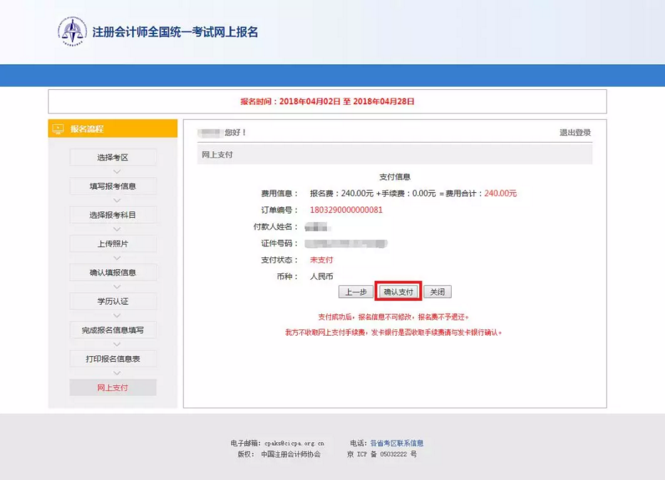 注册会计师全国统一考试网上报名
报名时间：2018年04月02日 至 2018年04月28日
报名流程
选择考区
填写报考信息
选择报考科目
上传照片
确认填报信息
学历认证
完成报名信息填写
打印报名信息表
网上支付
您好！
退出登录
网上支付
支付信息
费用信息： 报名费：240.00元 +手续费：0.00元 =费用合计：240.00元
订单编号： 1803290000000081
付款人姓名：
证件号码：
支付状态： 未支付
币种： 人民币
上一步 确认支付 关闭
支付成功后，报名信息不可修改，报名费不予退还。
我方不收取网上支付手续费，发卡银行是否收取手续费请与发卡银行确认。
电子邮箱：cpaks@cicpa.org.cn 电话：各省考区联系信息
版权：中国注册会计师协会 京 ICP 备 05032222 号